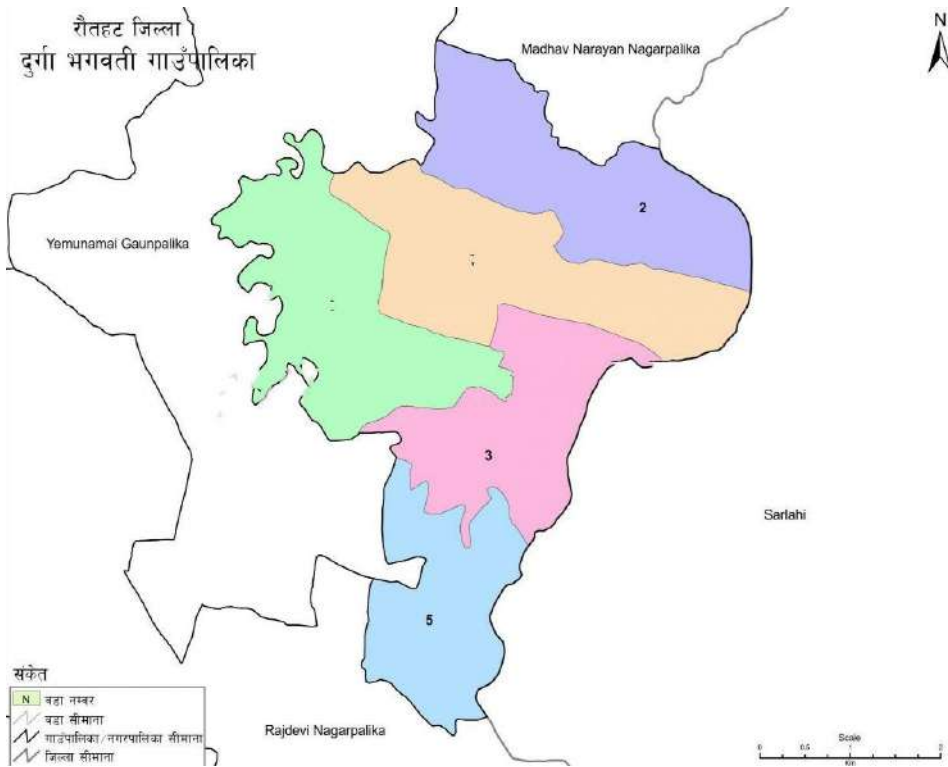 रौतहट जिल्ला
दुर्गा भगवती गाउँपालिका
N
Madhav Narayan Nagarpalika
2
Yemunamai Gaunpalika
3
Sarlahi
5
संकेत
N वडा नम्बर
वडा सीमाना
गाउँपालिका/नगरपालिका सीमाना
जिल्ला सीमाना
Rajdevi Nagarpalika
Scale
0 0.5 1 2
Km